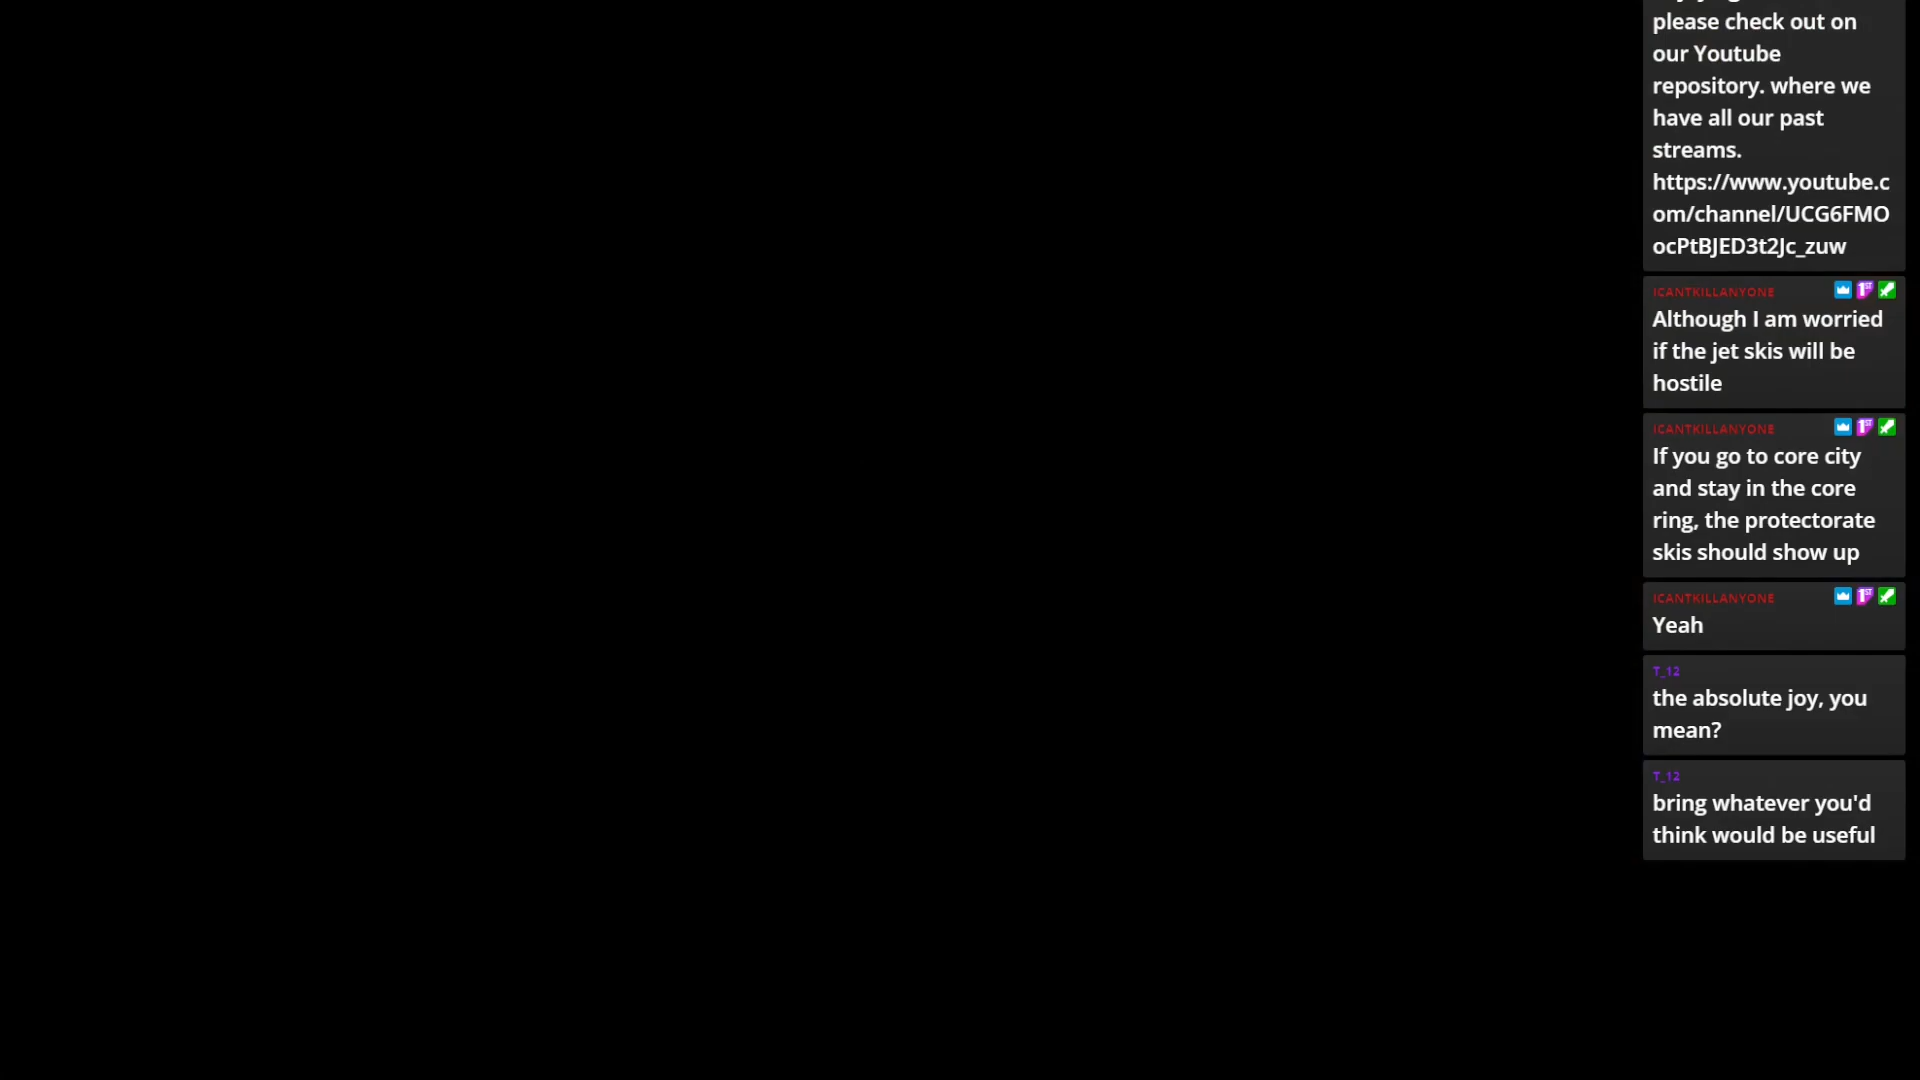 please check out on
our Youtube
repository. where we
have all our past
streams.
https://www.youtube.c
om/channel/UCG6FMO
ocPtBJED3t2Jc_zuw
ICANTKILLANYONE
Although I am worried
if the jet skis will be
hostile
ICANTKILLANYONE
If you go to core city
and stay in the core
ring, the protectorate
skis should show up
ICANTKILLANYONE
Yeah
T_12
the absolute joy, you
mean?
T_12
bring whatever you'd
think would be useful